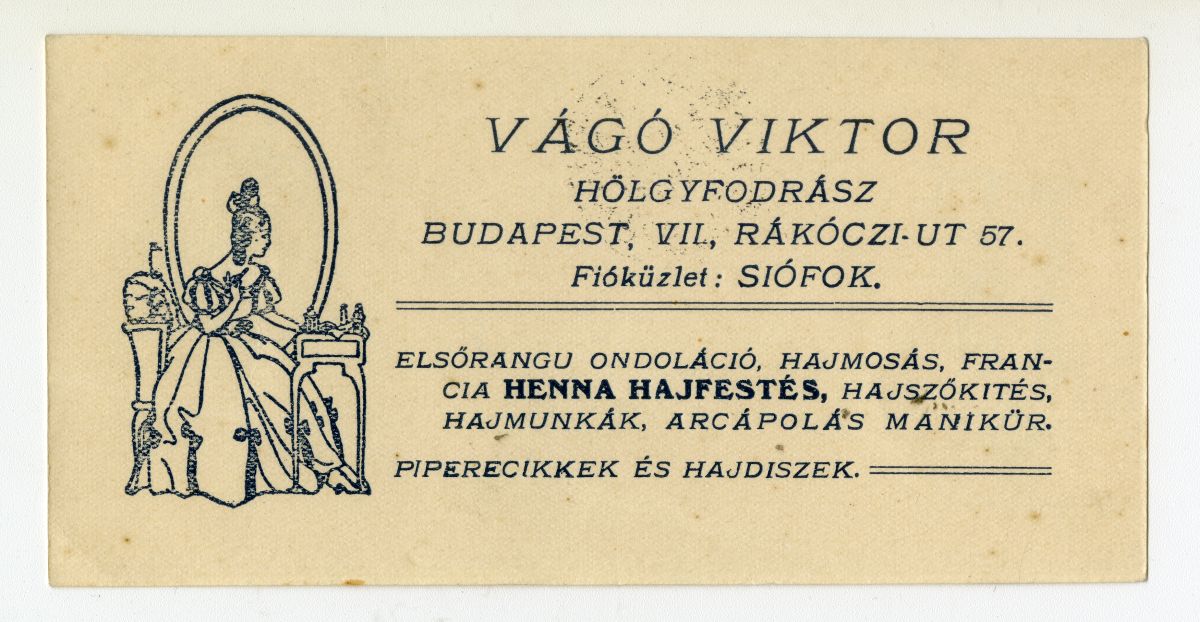 VÁGÓ VIKTOR
HÖLGYFODRÁSZ
BUDAPEST, VII., RÁKÓCZI-UT 57.
Fióküzlet: SIÓFOK.
ELSŐRANGU ONDOLÁCIÓ, HAJMOSÁS, FRAN-
CIA HENNA HAJFESTÉS, HAJSZŐKITÉS,
HAJMUNKÁK, ARCÁPOLÁS MANIKÜR.
PIPERECIKKEK ÉS HAJDISZEK.